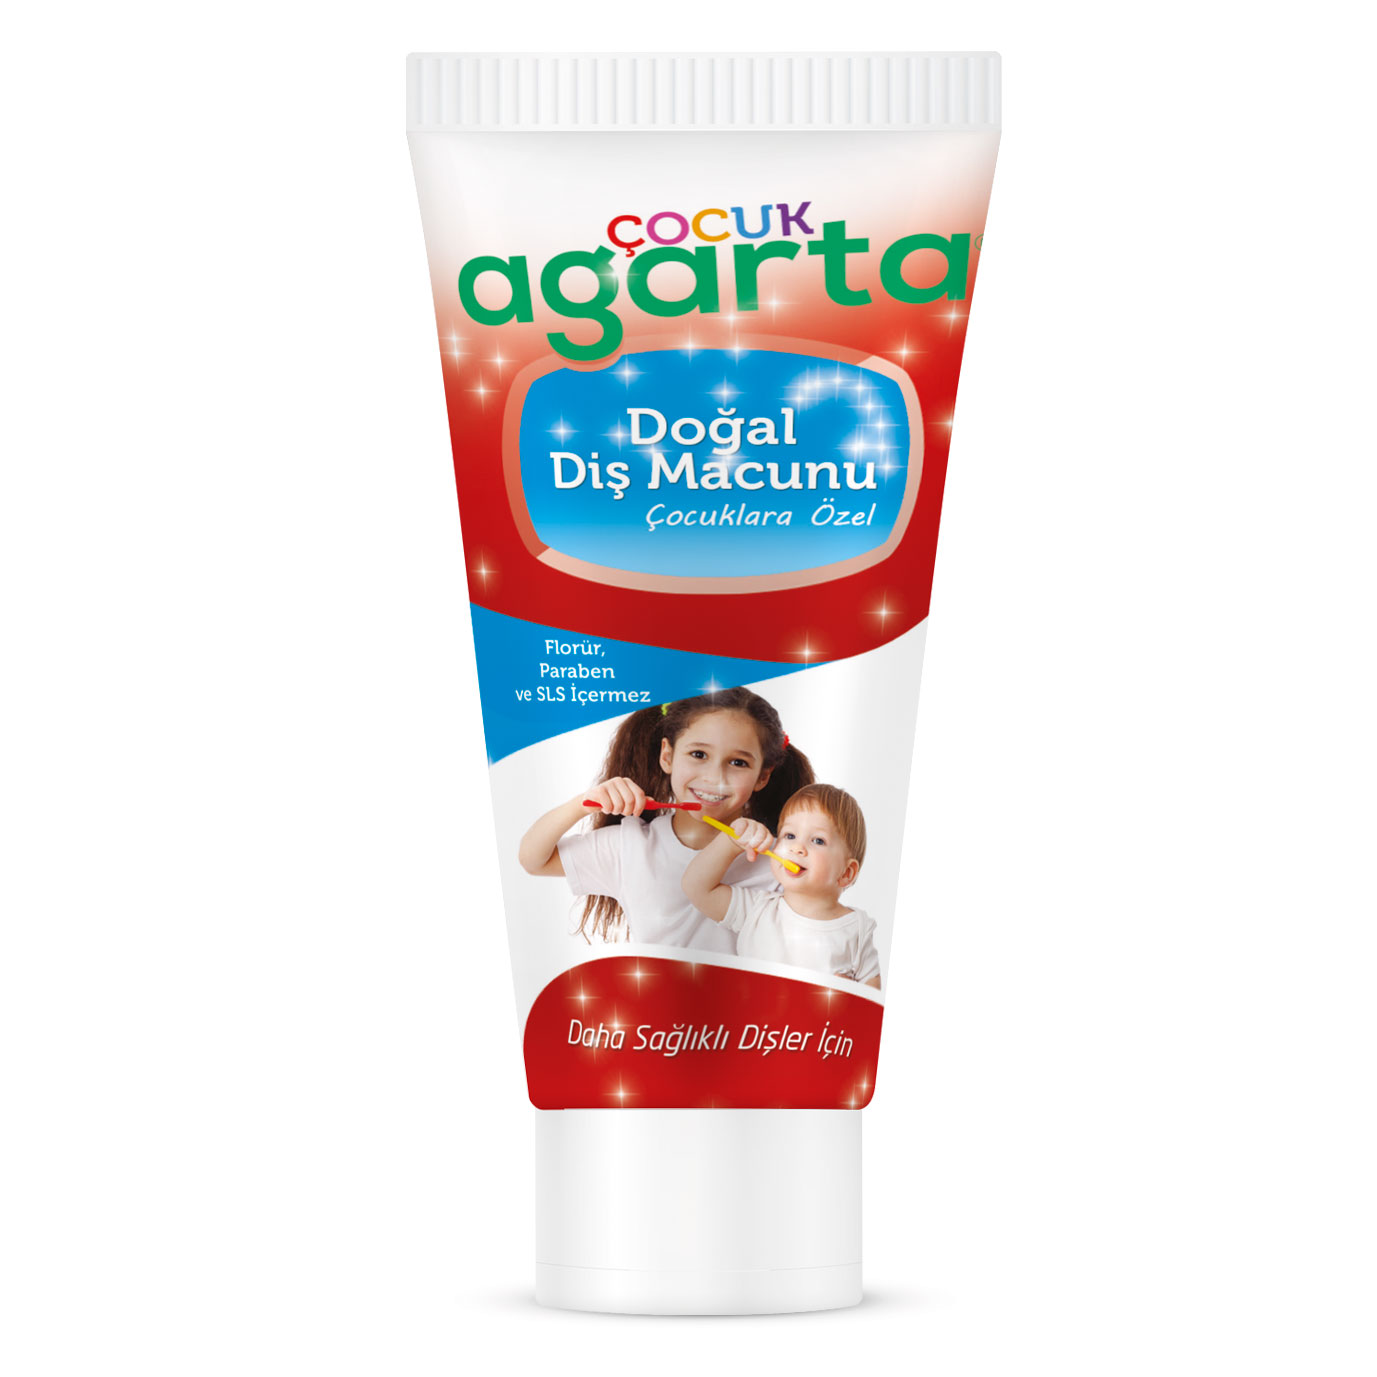 ÇOCUK
agarta
Doğal
Diş Macunu
Çocuklara Özel
Florür,
Paraben
ve SLS İçermez
Daha Sağlıklı Dişler İçin